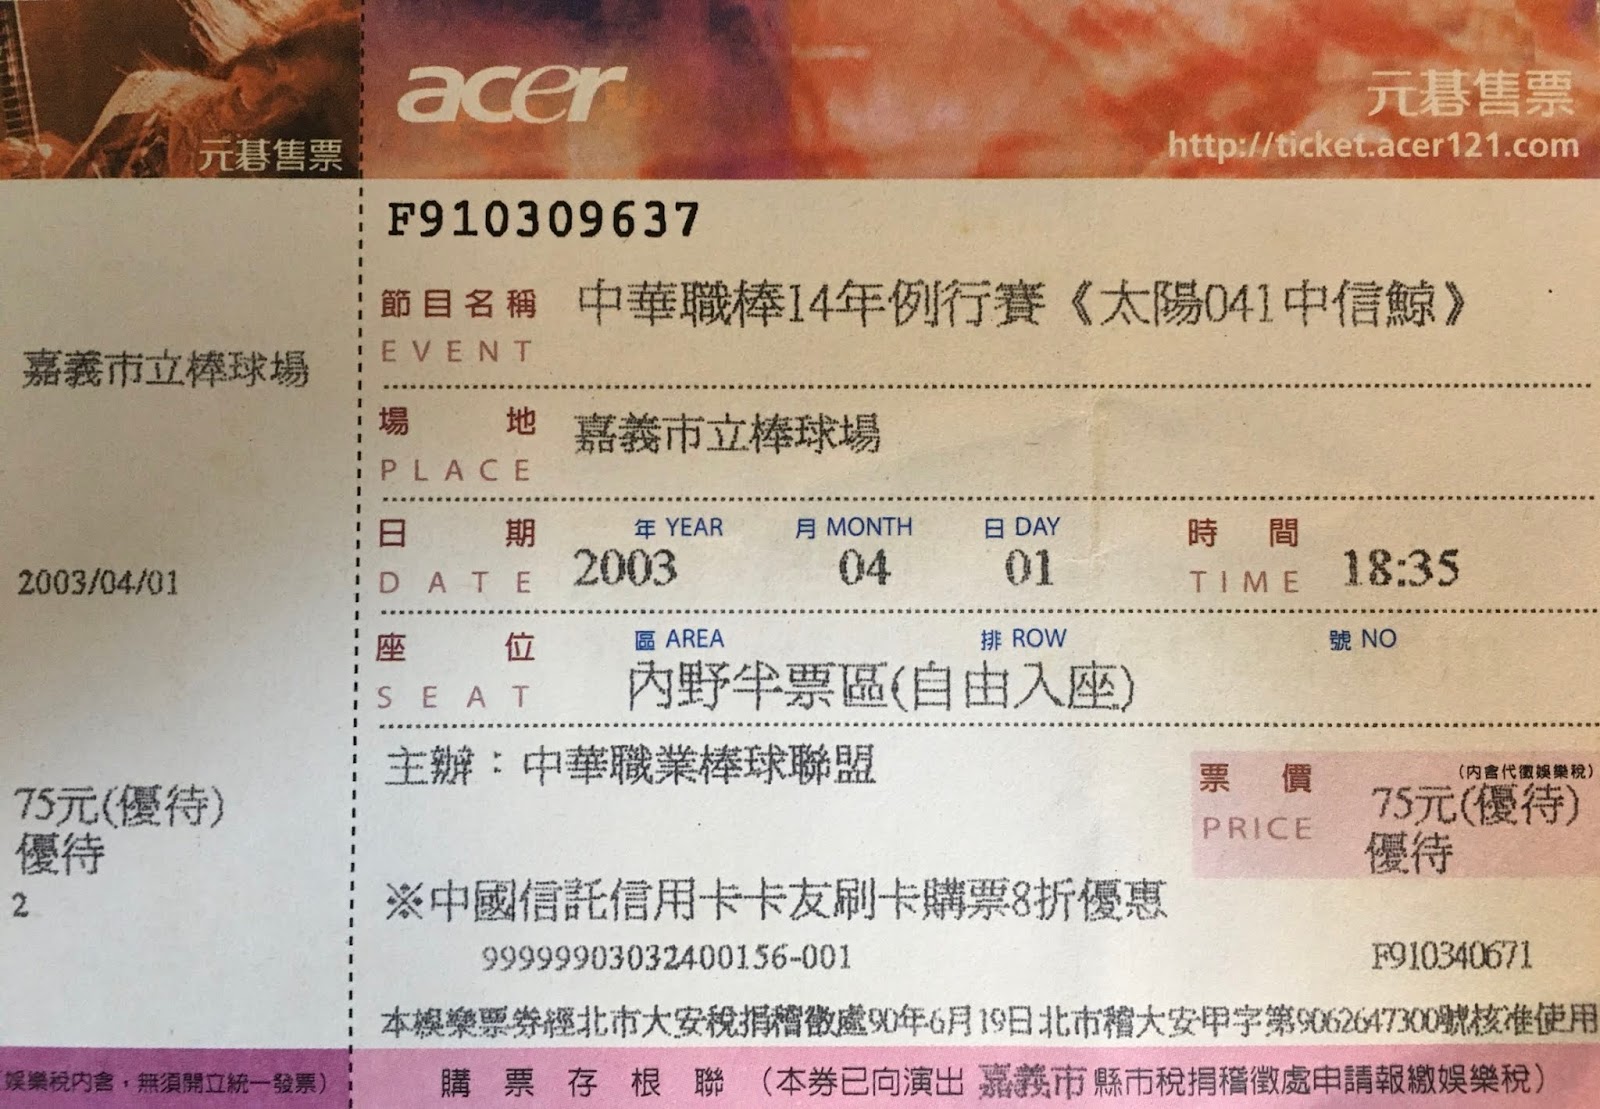 元碁售票
acer
元碁售票
http://ticket.acer121.com
F910309637
節目名稱 中華職棒14年例行賽《太陽041中信鯨》
EVENT
嘉義市立棒球場
場地 嘉義市立棒球場
PLACE
日期 年 YEAR 月 MONTH 日 DAY 時間
DATE 2003 04 01 TIME 18:35
2003/04/01
座位 區 AREA 排 ROW 號 NO
SEAT 內野半票區(自由入座)
主辦：中華職業棒球聯盟
票價 (內含代徵娛樂稅)
PRICE 75元(優待)
優待
75元(優待)
優待
2
※中國信託信用卡卡友刷卡購票8折優惠
99999903032400156-001 F910340671
本娛樂票券經北市大安稅捐稽徵處90年6月19日北市稽大安甲字第9062647300號核准使用
娛樂稅內含，無須開立統一發票)
購票存根聯 (本券已向演出 嘉義市 縣市稅捐稽徵處申請報繳娛樂稅)